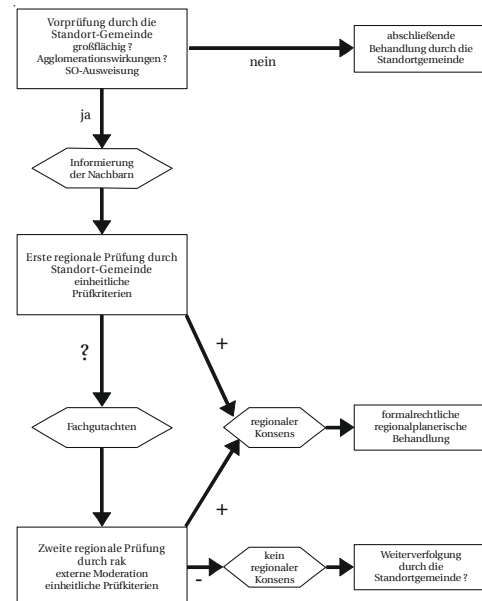 Vorprüfung durch die
Standort-Gemeinde
großflächig ?
Agglomerationswirkungen ?
SO-Ausweisung
nein
abschließende
Behandlung durch die
Standortgemeinde
ja
Informierung
der Nachbarn
Erste regionale Prüfung durch
Standort-Gemeinde
einheitliche
Prüfkriterien
?
+
Fachgutachten
regionaler
Konsens
formalrechtliche
regionalplanerische
Behandlung
+
Zweite regionale Prüfung
durch rak
externe Moderation
einheitliche Prüfkriterien
-
kein
regionaler
Konsens
Weiterverfolgung
durch die
Standortgemeinde ?